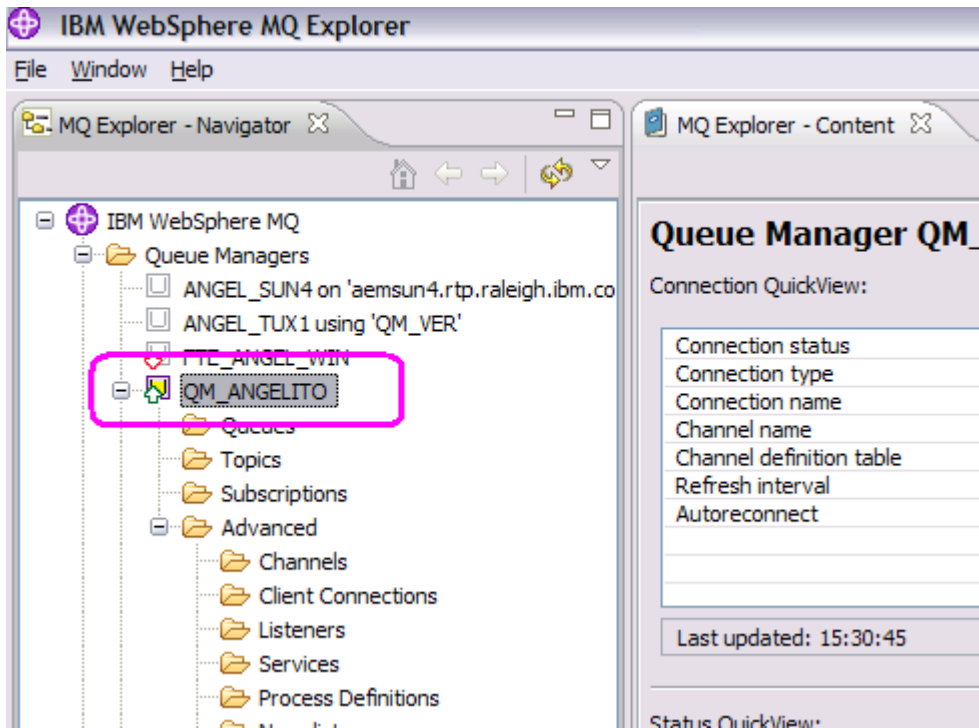 IBM WebSphere MQ Explorer
File Window Help
MQ Explorer - Navigator
MQ Explorer - Content
IBM WebSphere MQ
Queue Managers
ANGEL_SUN4 on 'aemsun4.rtp.raleigh.ibm.co
ANGEL_TUX1 using 'QM_VER'
FTE_ANGEL_WIN
QM_ANGELITO
Queues
Topics
Subscriptions
Advanced
Channels
Client Connections
Listeners
Services
Process Definitions
Queue Manager QM_
Connection QuickView:
Connection status
Connection type
Connection name
Channel name
Channel definition table
Refresh interval
Autoreconnect
Last updated: 15:30:45
Status QuickView: